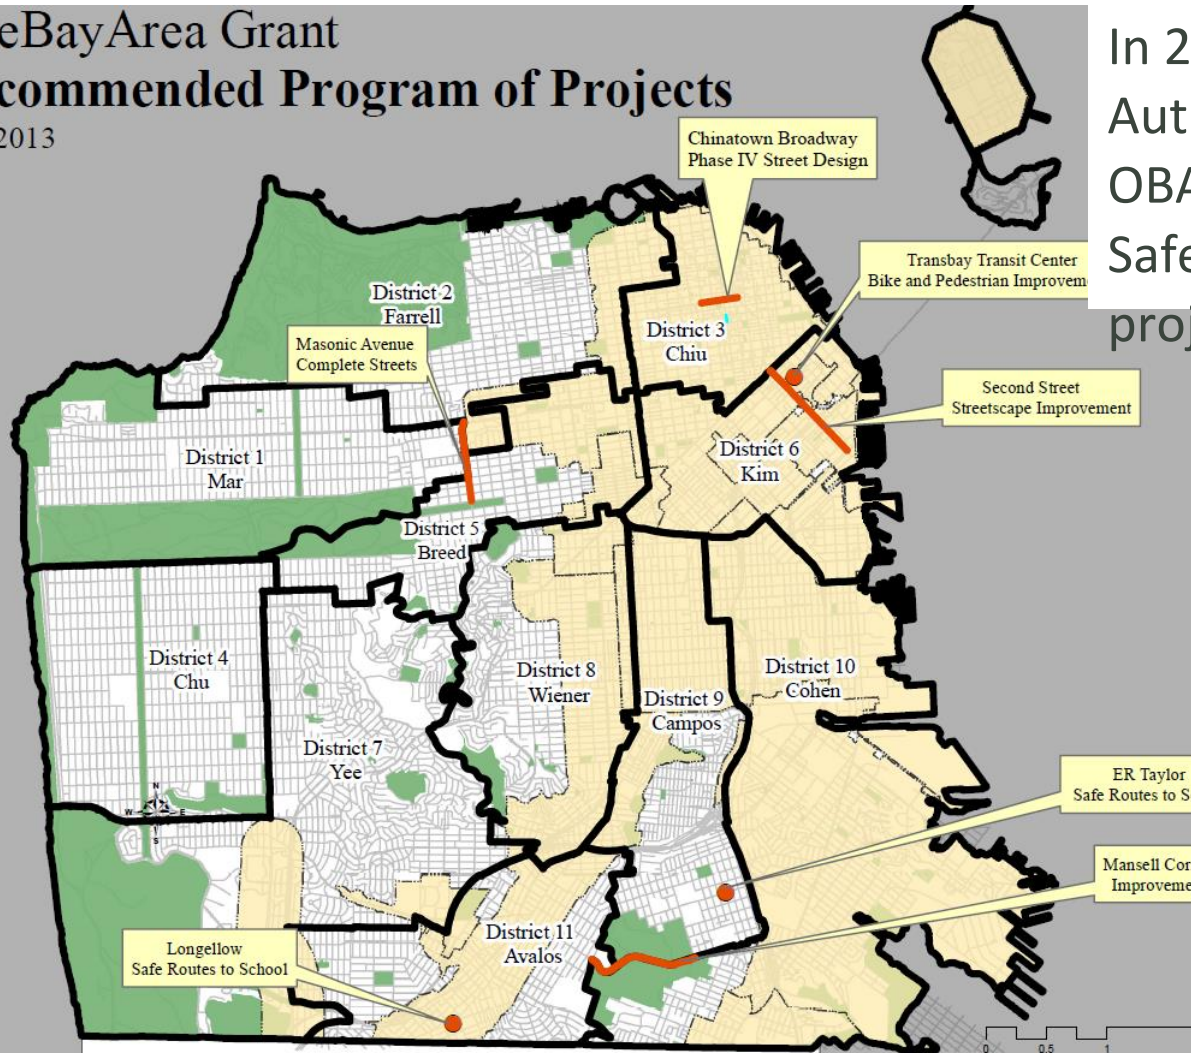 eBayArea Grant
commended Program of Projects
2013
In 2
Aut
OBA
Safe
proj
Chinatown Broadway
Phase IV Street Design
Transbay Transit Center
Bike and Pedestrian Improveme
District 2
Farrell
Masonic Avenue
Complete Streets
District 3
Chiu
Second Street
Streetscape Improvement
District 1
Mar
District 6
Kim
District 5
Breed
District 4
Chu
District 8
Wiener
District 10
Cohen
District 9
Campos
District 7
Yee
N
W E
S
ER Taylor
Safe Routes to S
Mansell Cor
Improveme
District 11
Avalos
Longellow
Safe Routes to School
0 0.5 1